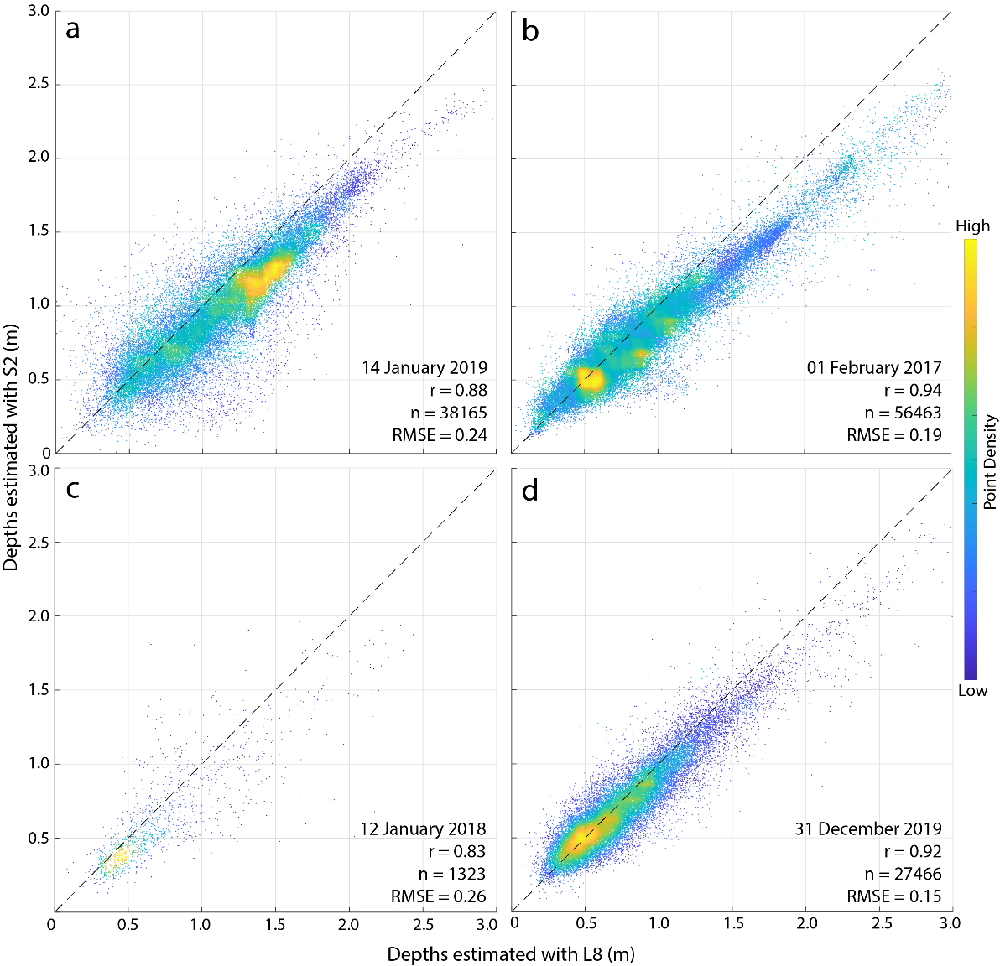 a
b
3.0
2.5
2.0
1.5
1.0
0.5
0
14 January 2019
r = 0.88
n = 38165
RMSE = 0.24
01 February 2017
r = 0.94
n = 56463
RMSE = 0.19
c
d
3.0
2.5
2.0
1.5
1.0
0.5
12 January 2018
r = 0.83
n = 1323
RMSE = 0.26
31 December 2019
r = 0.92
n = 27466
RMSE = 0.15
0 0.5 1.0 1.5 2.0 2.5 3.0
0 0.5 1.0 1.5 2.0 2.5 3.0
Depths estimated with L8 (m)
Depths estimated with S2 (m)
High
Point Density
Low